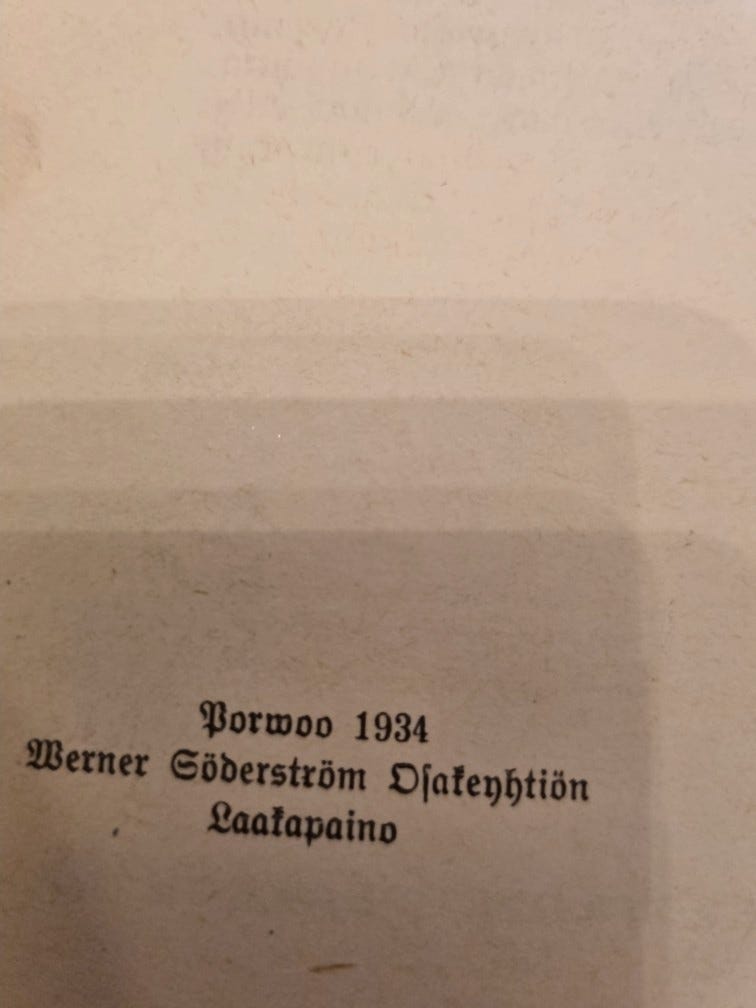 Porwoo 1934
Werner Söderström Oſakeyhtiön
Laakapaino